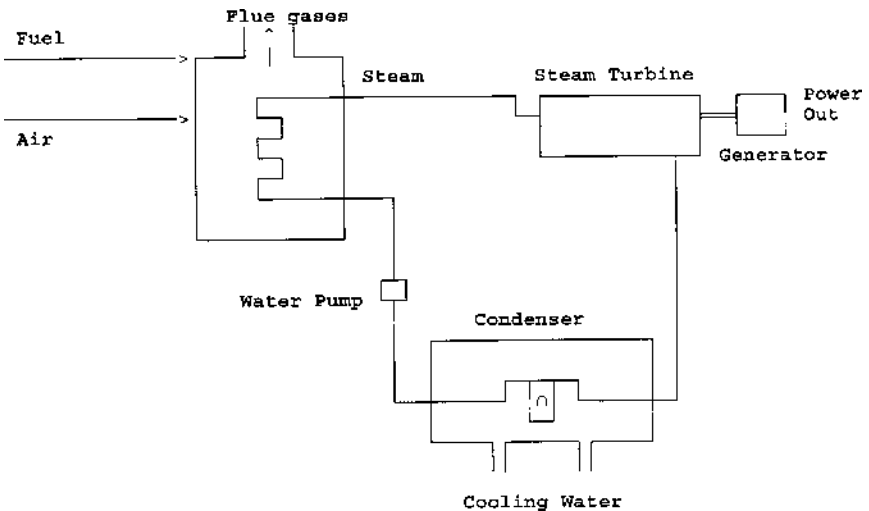 Flue gases
Fuel
Steam
Steam Turbine
Power
Out
Air
Generator
Water Pump
Condenser
Cooling Water